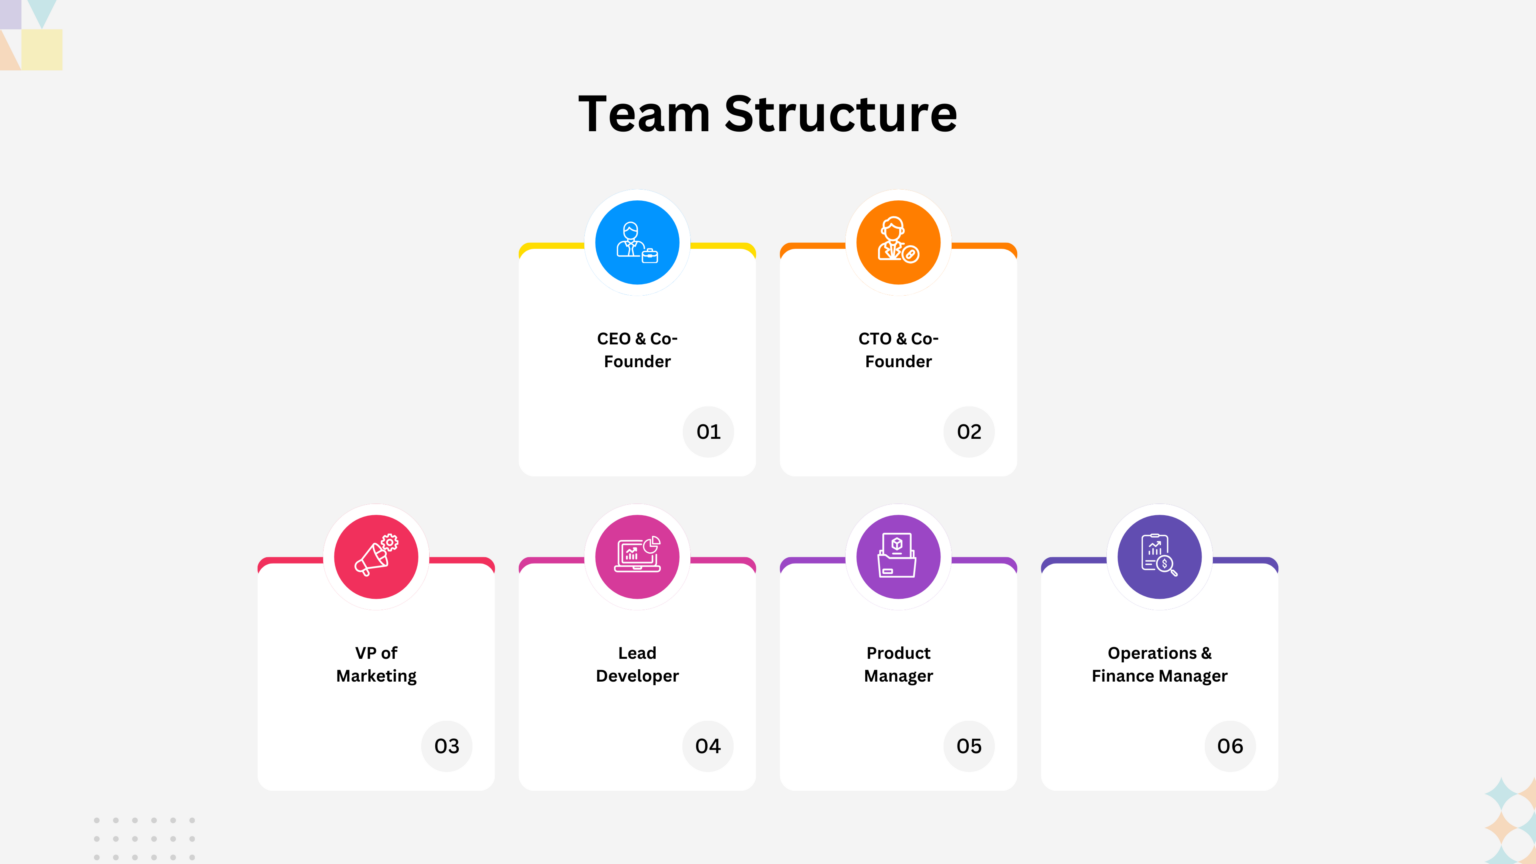 Team Structure
CEO & Co-
Founder
01
CTO & Co-
Founder
02
VP of
Marketing
03
Lead
Developer
04
Product
Manager
05
Operations &
Finance Manager
06